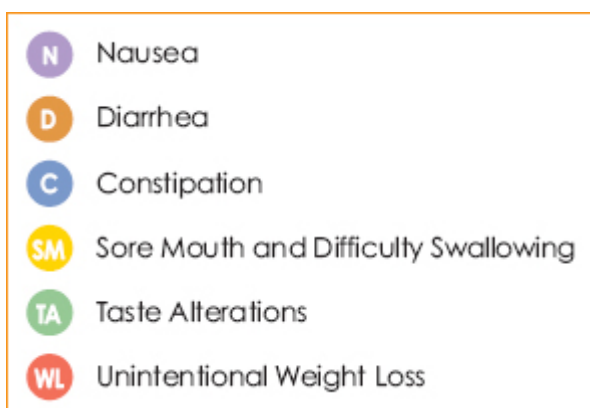 N Nausea
D Diarrhea
C Constipation
SM Sore Mouth and Difficulty Swallowing
TA Taste Alterations
WL Unintentional Weight Loss